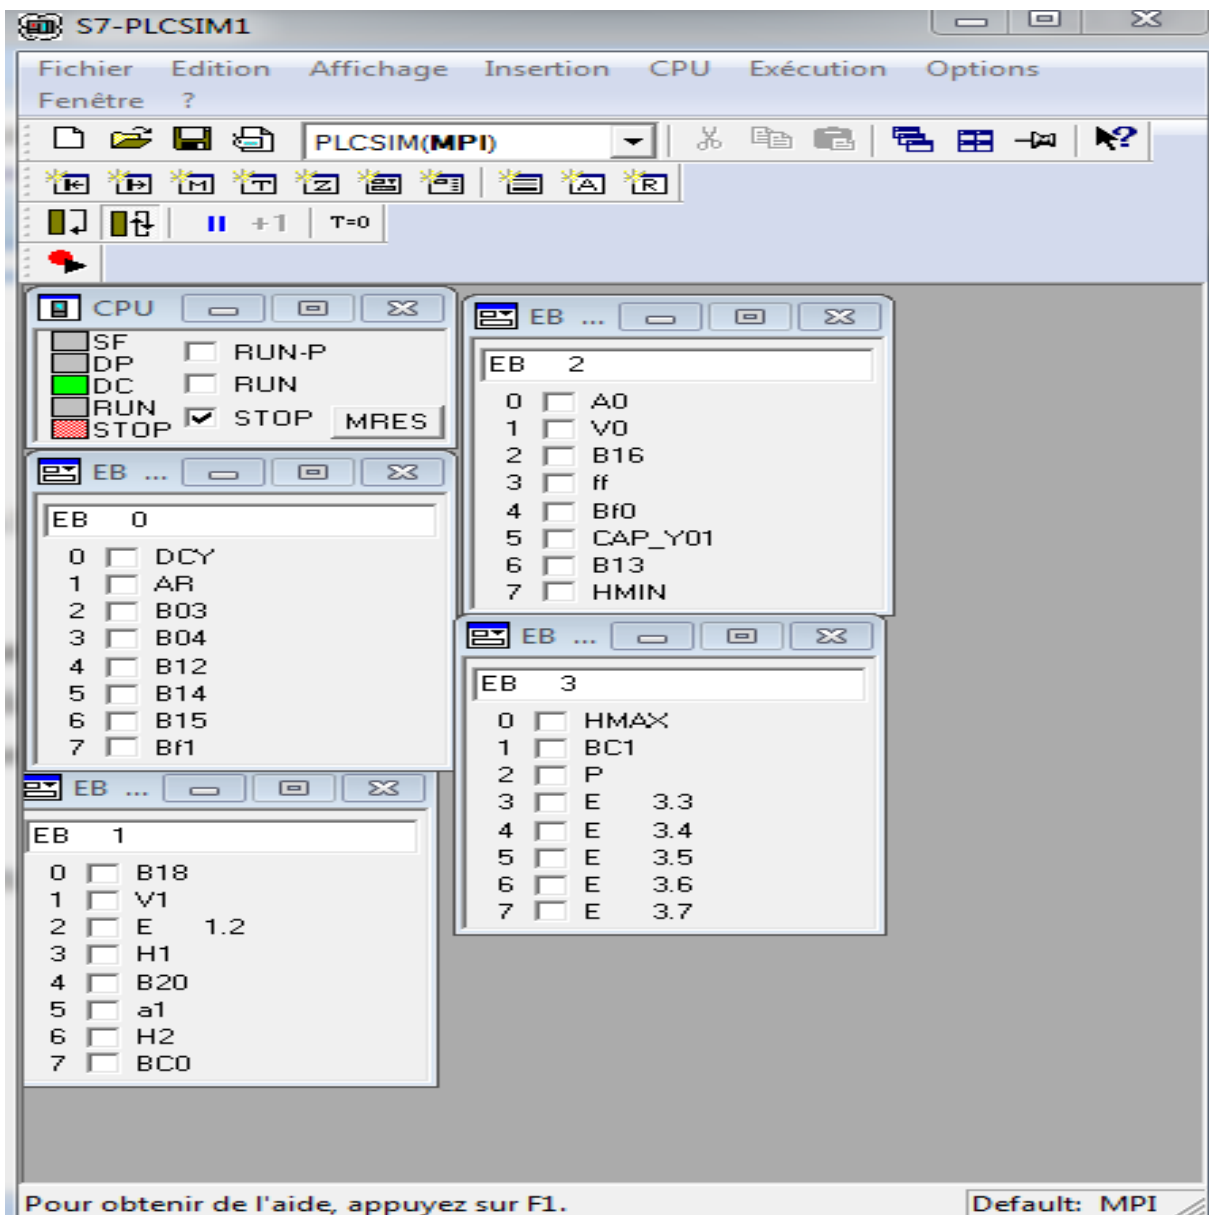 S7-PLCSIM1
Fichier Edition Affichage Insertion CPU Exécution Options
Fenêtre ?
PLCSIM(MPI)
+1 T=0
CPU
SF
DP
DC
RUN
STOP
RUN-P
RUN
STOP MRES
EB ...
EB 0
0 DCY
1 AR
2 B03
3 B04
4 B12
5 B14
6 B15
7 Bf1
EB ...
EB 1
0 B18
1 V1
2 E 1.2
3 H1
4 B20
5 a1
6 H2
7 BC0
EB ...
EB 2
0 A0
1 V0
2 B16
3 ff
4 Bf0
5 CAP_Y01
6 B13
7 HMIN
EB ...
EB 3
0 HMAX
1 BC1
2 P
3 E 3.3
4 E 3.4
5 E 3.5
6 E 3.6
7 E 3.7
Pour obtenir de l'aide, appuyez sur F1.
Default: MPI